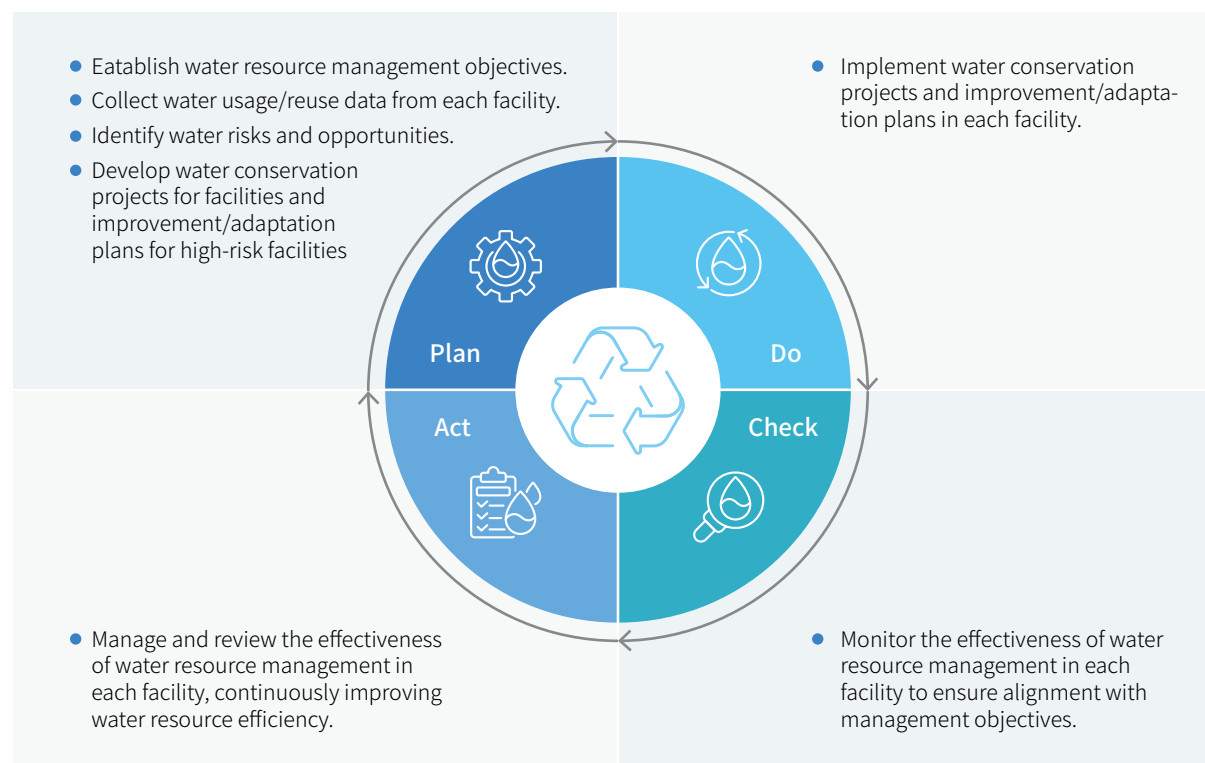 Eatablish water resource management objectives.
Collect water usage/reuse data from each facility.
Identify water risks and opportunities.
Develop water conservation
projects for facilities and
improvement/adaptation
plans for high-risk facilities
Implement water conservation
projects and improvement/adapta-
tion plans in each facility.
Plan
Do
Act
Check
Manage and review the effectiveness
of water resource management in
each facility, continuously improving
water resource efficiency.
Monitor the effectiveness of water
resource management in each
facility to ensure alignment with
management objectives.